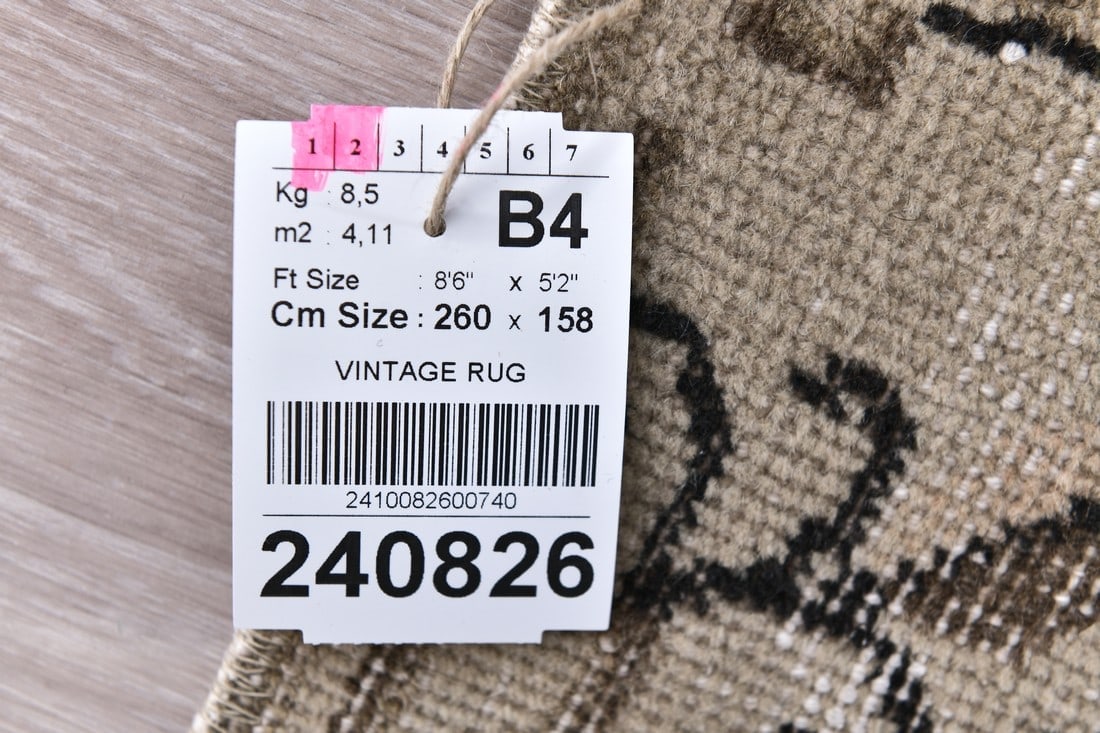 1 2 3 4 5 6 7
Kg : 8,5
B4
m2 : 4,11
Ft Size : 8'6" x 5'2"
Cm Size : 260 x 158
VINTAGE RUG
2410082600740
240826